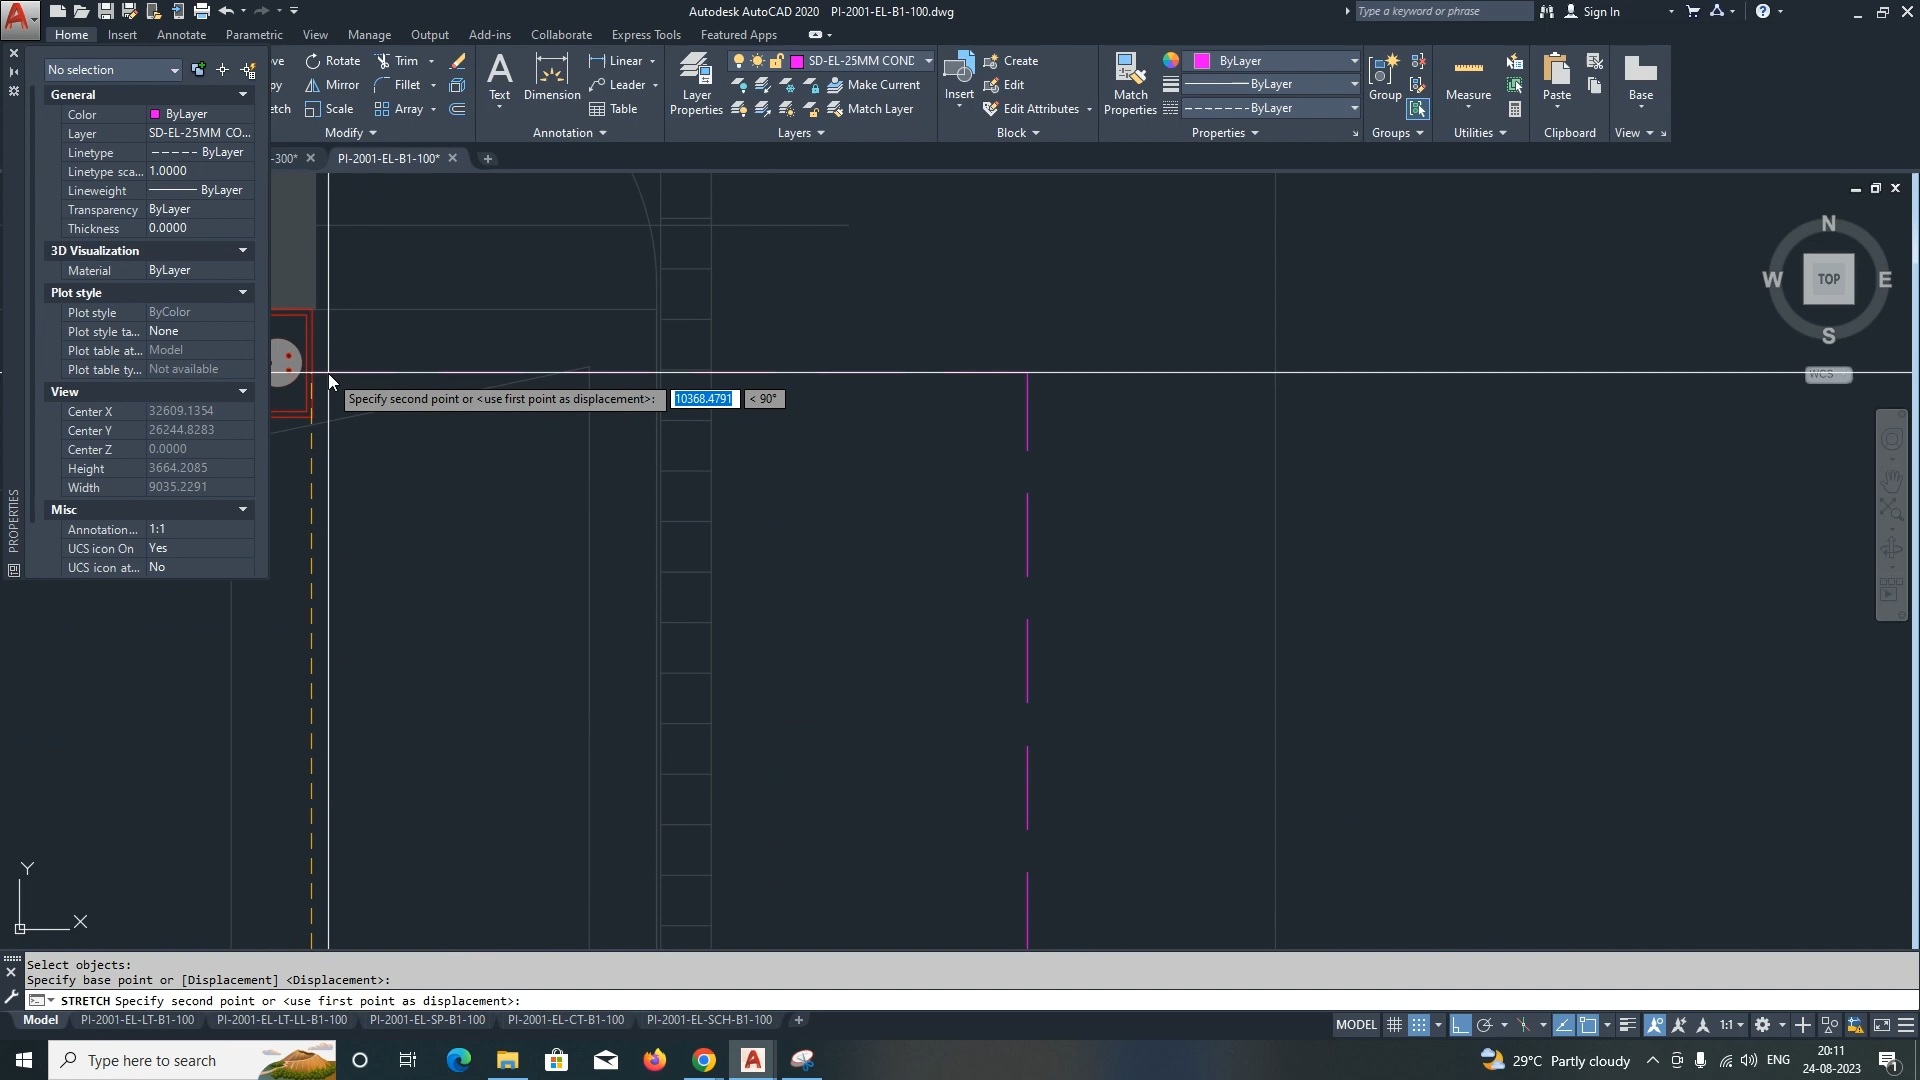 Autodesk AutoCAD 2020 PI-2001-EL-B1-100.dwg
Type a keyword or phrase
Sign In
Home Insert Annotate Parametric View Manage Output Add-ins Collaborate Express Tools Featured Apps
No selection
General
Color ByLayer
Layer SD-EL-25MM CO...
Linetype ByLayer
Linetype sca... 1.0000
Lineweight ByLayer
Transparency ByLayer
Thickness 0.0000
3D Visualization
Material ByLayer
Plot style
Plot style ByColor
Plot style ta... None
Plot table at... Model
Plot table ty... Not available
View
Center X 32609.1354
Center Y 26244.8283
Center Z 0.0000
Height 3664.2085
Width 9035.2291
Misc
Annotation... 1:1
UCS icon On Yes
UCS icon at... No
PROPERTIES
Rotate Trim
Mirror Fillet
Scale Array
Modify
Text
Dimension
Linear
Leader
Table
Annotation
Layer
Properties
SD-EL-25MM COND
Make Current
Match Layer
Layers
Insert
Create
Edit
Edit Attributes
Block
Match
Properties
ByLayer
ByLayer
ByLayer
Properties
Group
Groups
Measure
Utilities
Paste
Clipboard
Base
View
-300*
PI-2001-EL-B1-100*
N
W TOP E
S
WCS
Specify second point or <use first point as displacement>: 10368.4791 < 90°
Y
X
Select objects:
Specify base point or [Displacement] <Displacement>:
STRETCH Specify second point or <use first point as displacement>:
Model PI-2001-EL-LT-B1-100 PI-2001-EL-LT-LL-B1-100 PI-2001-EL-SP-B1-100 PI-2001-EL-CT-B1-100 PI-2001-EL-SCH-B1-100
MODEL 1:1
Type here to search
29°C Partly cloudy
ENG
20:11
24-08-2023
1